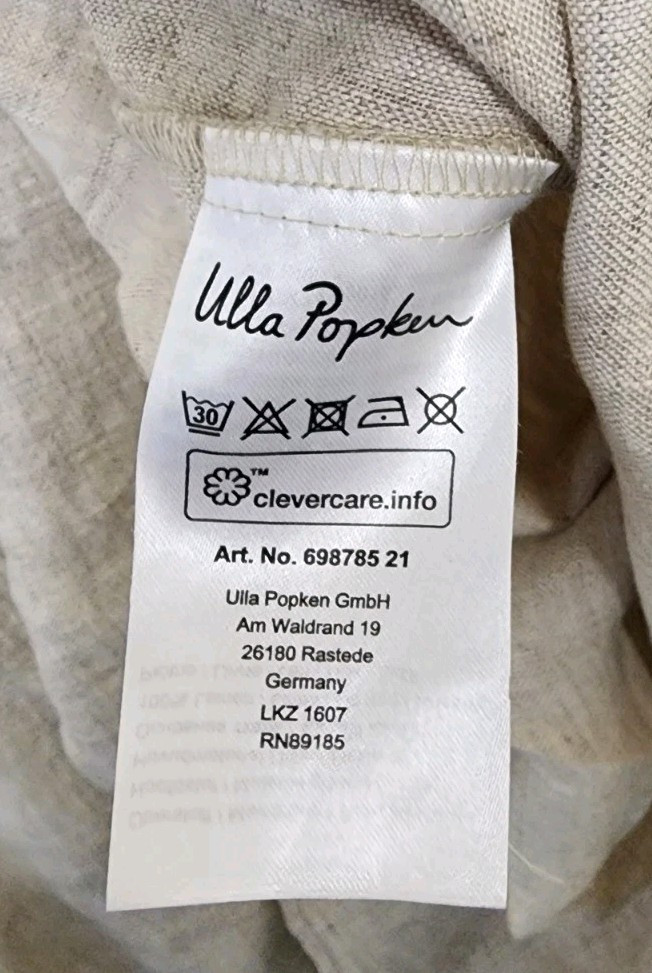 Ulla Popken
30
™
clevercare.info
Art. No. 698785 21
Ulla Popken GmbH
Am Waldrand 19
26180 Rastede
Germany
LKZ 1607
RN89185